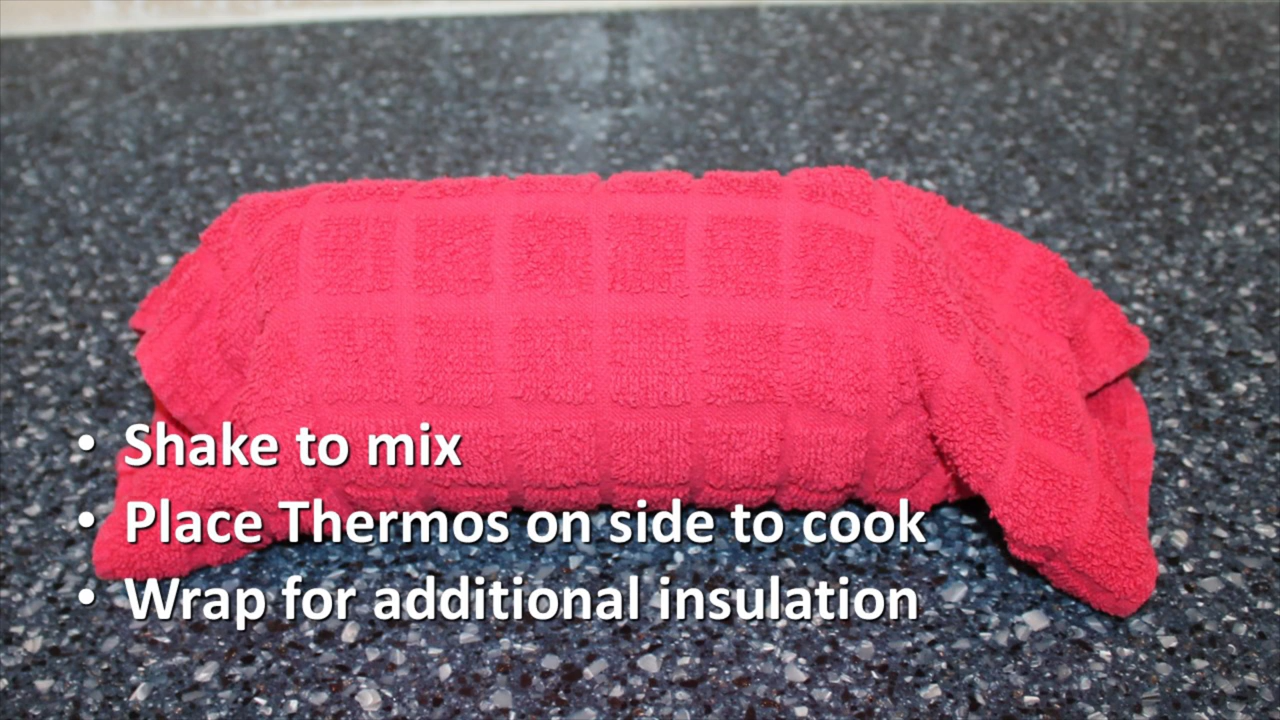 • Shake to mix
• Place Thermos on side to cook
• Wrap for additional insulation